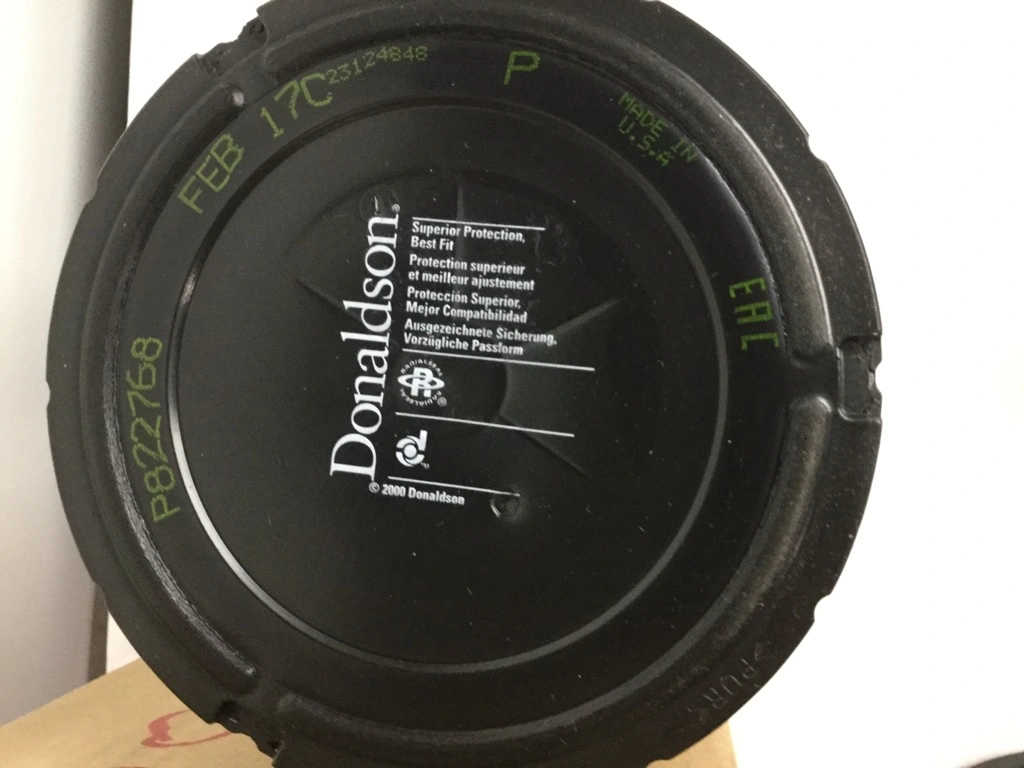 P822768
FEB 17C
23124848
P
MADE IN
U.S.A
EAC
Donaldson®
Superior Protection,
Best Fit
Protection superieur
et meilleur ajustement
Protección Superior,
Mejor Compatibilidad
Ausgezeichnete Sicherung,
Vorzügliche Passform
© 2000 Donaldson